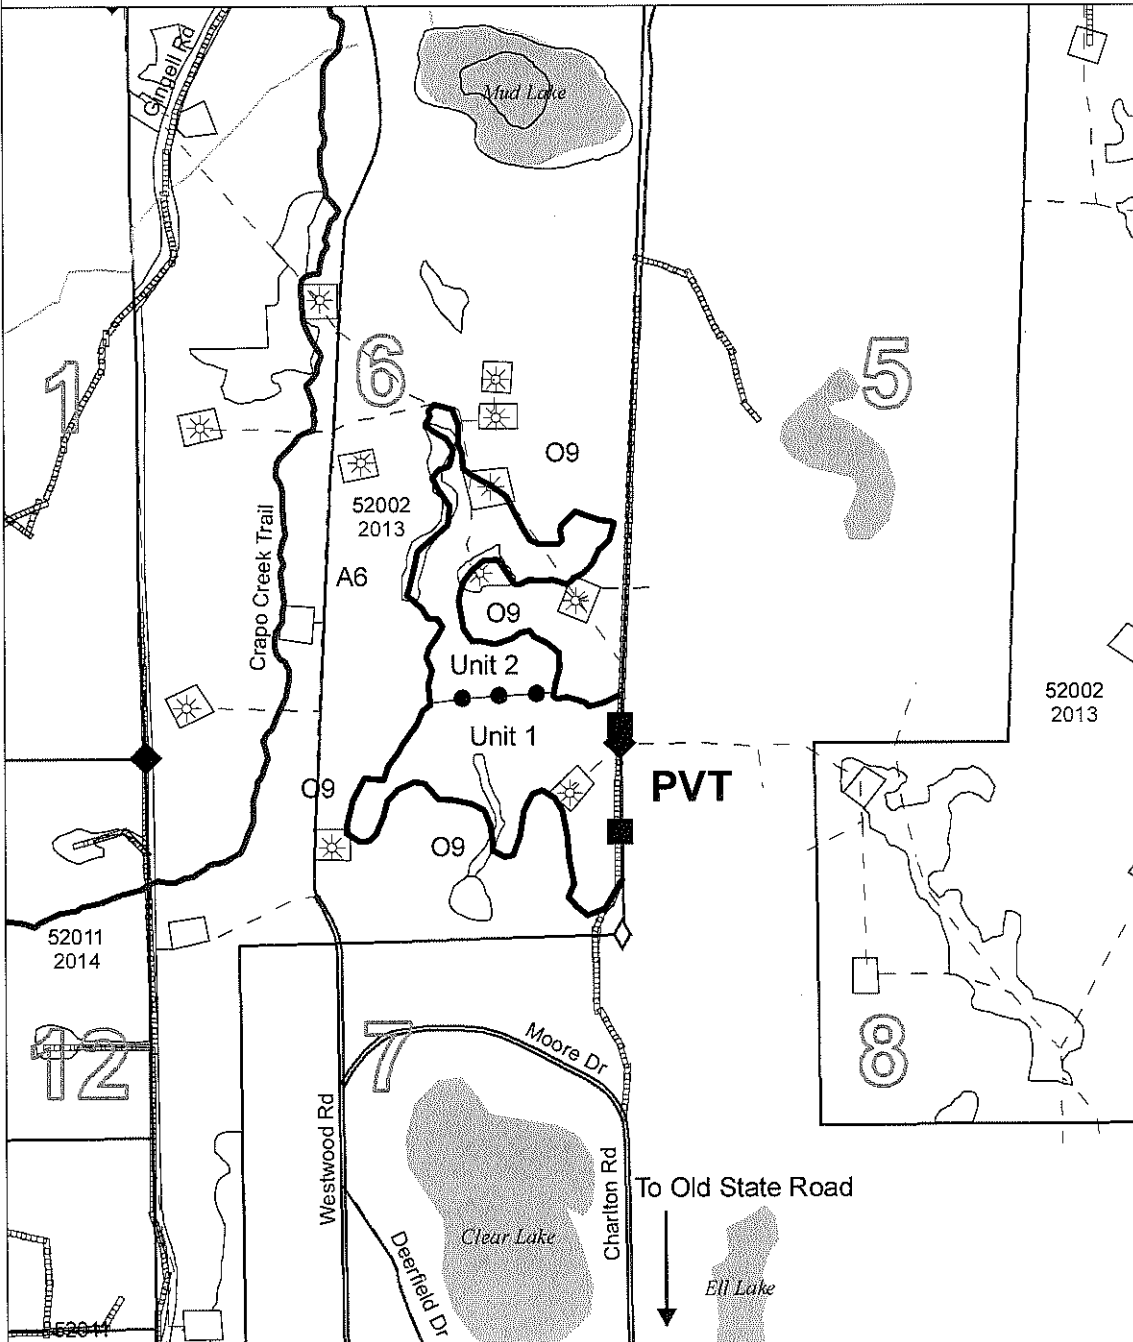 Gingell Rd
Mud Lake
1
6
5
O9
52002
2013
Crapo Creek Trail
A6
O9
Unit 2
52002
2013
Unit 1
PVT
O9
O9
52011
2014
12
7
Moore Dr
8
Westwood Rd
Charlton Rd
To Old State Road
Clear Lake
Deerfield Dr
Ell Lake
52011